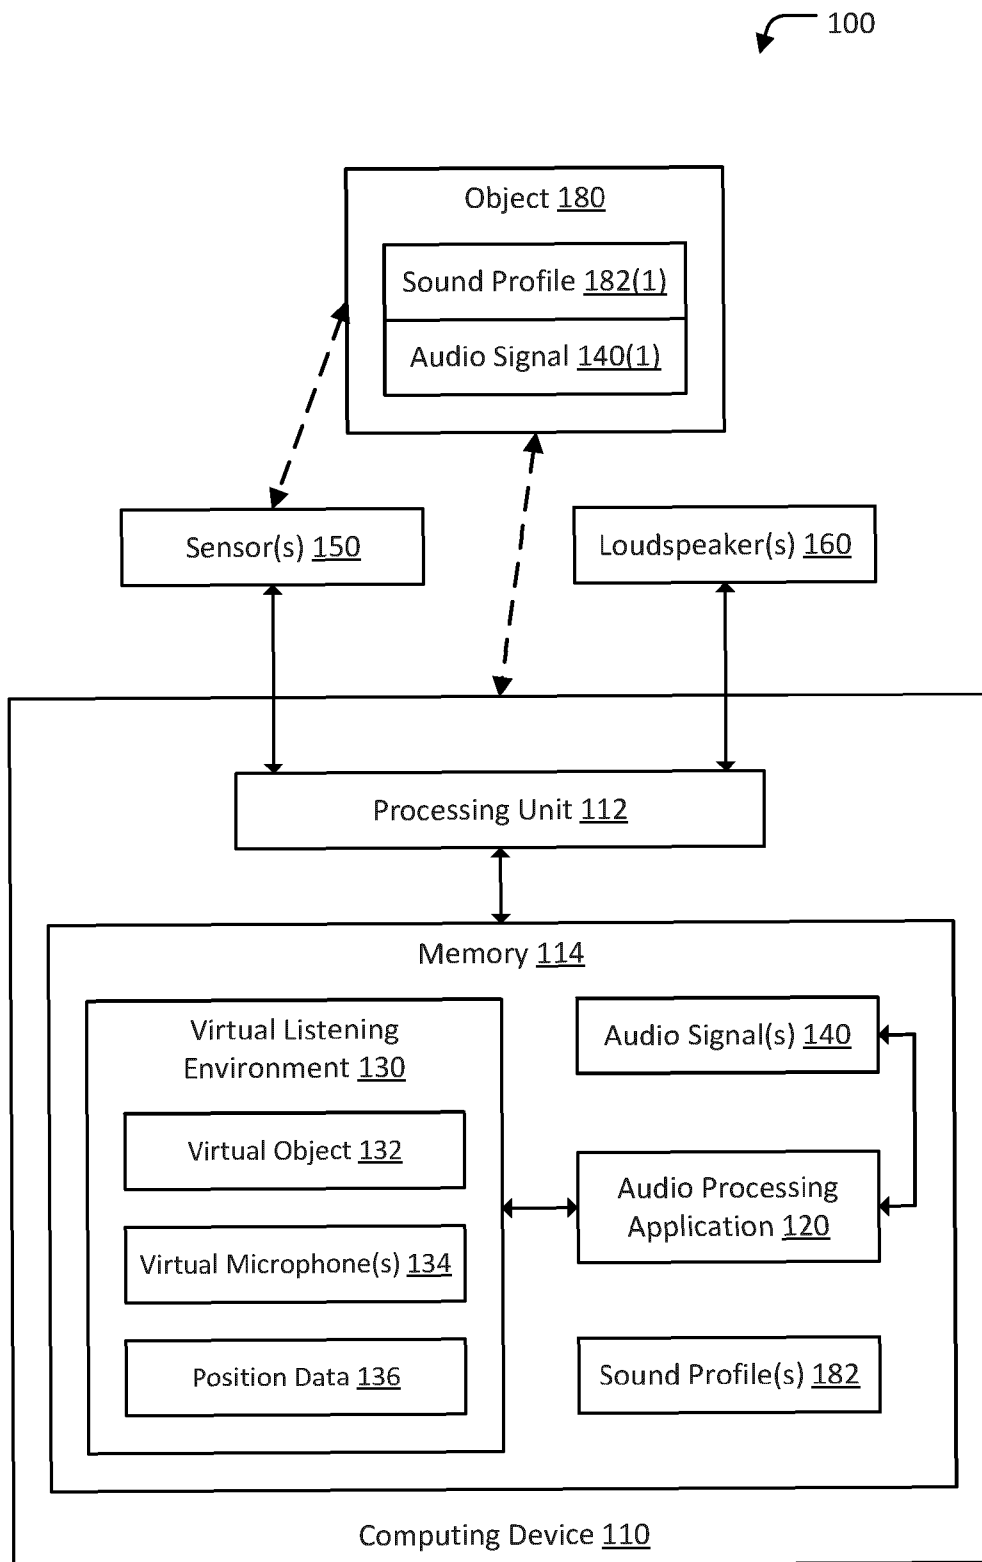 100
Object 180
Sound Profile 182(1)
Audio Signal 140(1)
Sensor(s) 150
Loudspeaker(s) 160
Processing Unit 112
Memory 114
Virtual Listening
Environment 130
Virtual Object 132
Virtual Microphone(s) 134
Position Data 136
Audio Signal(s) 140
Audio Processing
Application 120
Sound Profile(s) 182
Computing Device 110